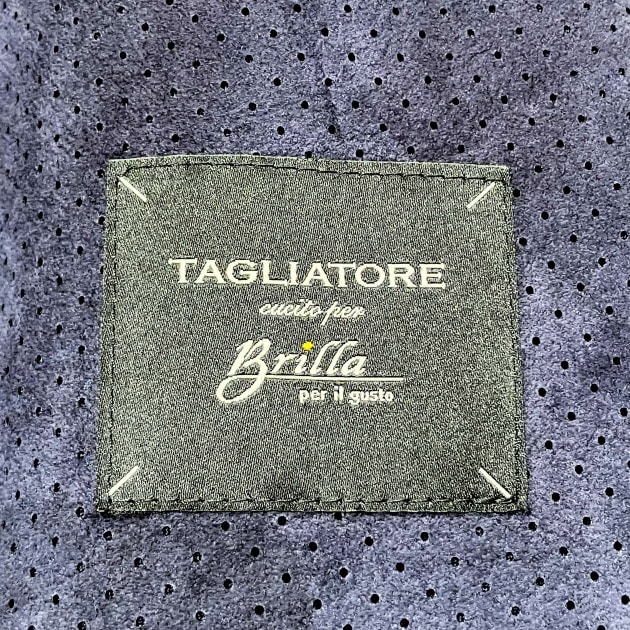 TAGLIATORE
cucito per
Brilla
per il gusto